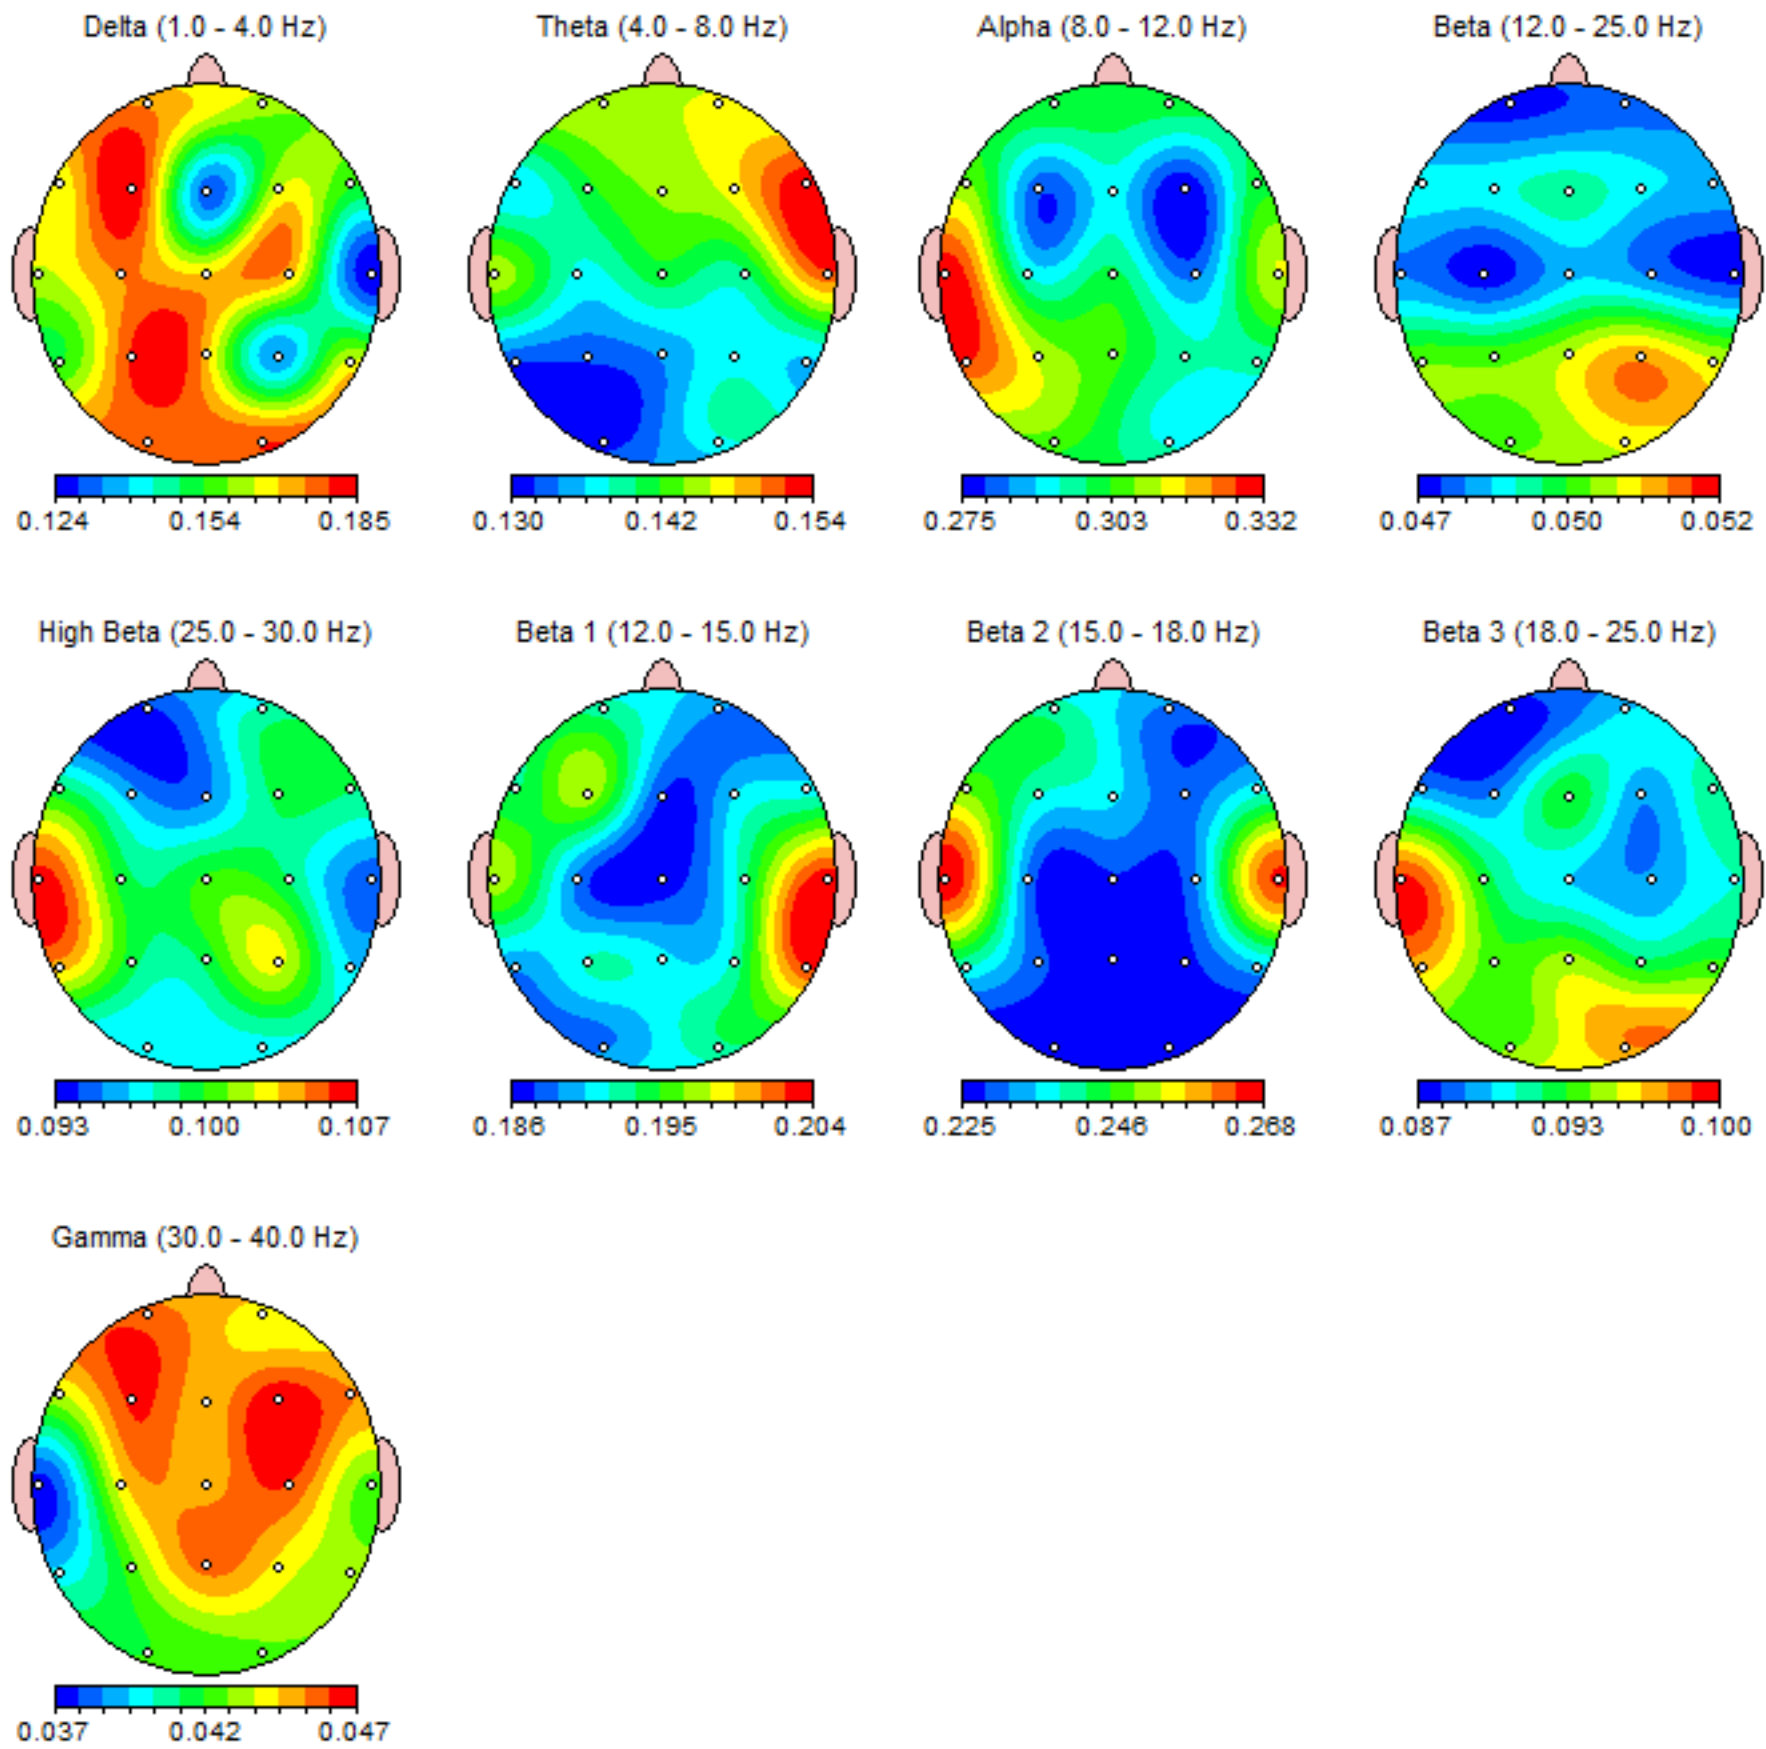 Delta (1.0 - 4.0 Hz) Theta (4.0 - 8.0 Hz) Alpha (8.0 - 12.0 Hz) Beta (12.0 - 25.0 Hz)
0.124 0.154 0.185 0.130 0.142 0.154 0.275 0.303 0.332 0.047 0.050 0.052
High Beta (25.0 - 30.0 Hz) Beta 1 (12.0 - 15.0 Hz) Beta 2 (15.0 - 18.0 Hz) Beta 3 (18.0 - 25.0 Hz)
0.093 0.100 0.107 0.186 0.195 0.204 0.225 0.246 0.268 0.087 0.093 0.100
Gamma (30.0 - 40.0 Hz)
0.037 0.042 0.047